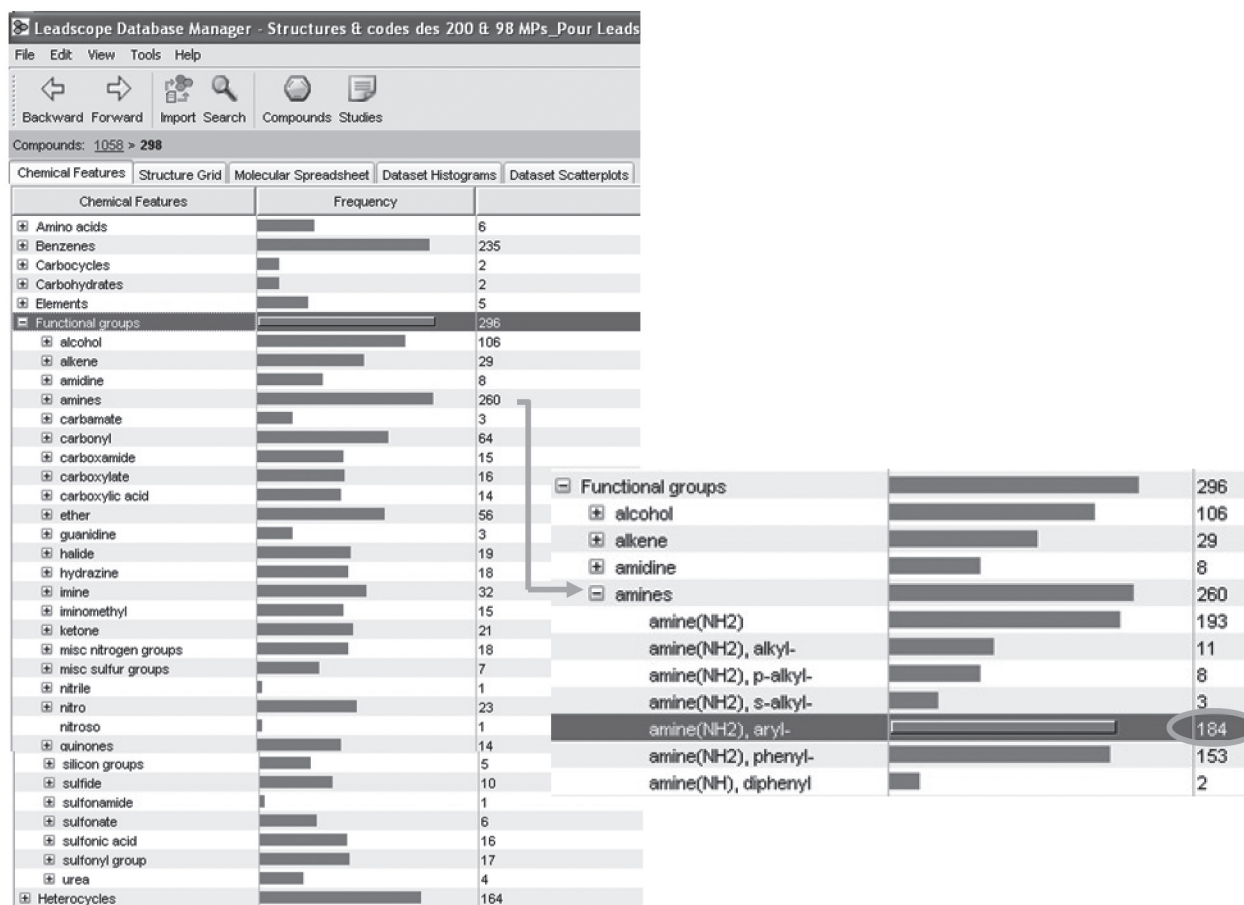 Leadscope Database Manager - Structures & codes des 200 & 98 MPs_Pour Leads
File Edit View Tools Help
Backward Forward Import Search Compounds Studies
Compounds: 1058 > 298
Chemical Features Structure Grid Molecular Spreadsheet Dataset Histograms Dataset Scatterplots
Chemical Features Frequency
Amino acids 6
Benzenes 235
Carbocycles 2
Carbohydrates 2
Elements 5
Functional groups 296
alcohol 106
alkene 29
amidine 8
amines 260
carbamate 3
carbonyl 64
carboxamide 15
carboxylate 16
carboxylic acid 14
ether 56
guanidine 3
halide 19
hydrazine 18
imine 32
iminomethyl 15
ketone 21
misc nitrogen groups 18
misc sulfur groups 7
nitrile 1
nitro 23
nitroso 1
quinones 14
silicon groups 5
sulfide 10
sulfonamide 1
sulfonate 6
sulfonic acid 16
sulfonyl group 17
urea 4
Heterocycles 164
Functional groups 296
alcohol 106
alkene 29
amidine 8
amines 260
amine(NH2) 193
amine(NH2), alkyl- 11
amine(NH2), p-alkyl- 8
amine(NH2), s-alkyl- 3
amine(NH2), aryl- 184
amine(NH2), phenyl- 153
amine(NH), diphenyl 2